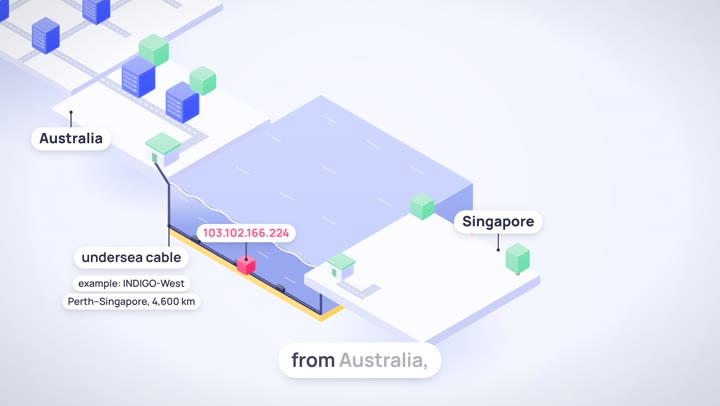 Australia
103.102.166.224
Singapore
undersea cable
example: INDIGO-West
Perth–Singapore, 4,600 km
from Australia,